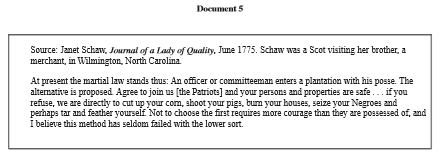 Document 5
Source: Janet Schaw, Journal of a Lady of Quality, June 1775. Schaw was a Scot visiting her brother, a
merchant, in Wilmington, North Carolina.
At present the martial law stands thus: An officer or committeeman enters a plantation with his posse. The
alternative is proposed. Agree to join us [the Patriots] and your persons and properties are safe . . . if you
refuse, we are directly to cut up your corn, shoot your pigs, burn your houses, seize your Negroes and
perhaps tar and feather yourself. Not to choose the first requires more courage than they are possessed of, and
I believe this method has seldom failed with the lower sort.